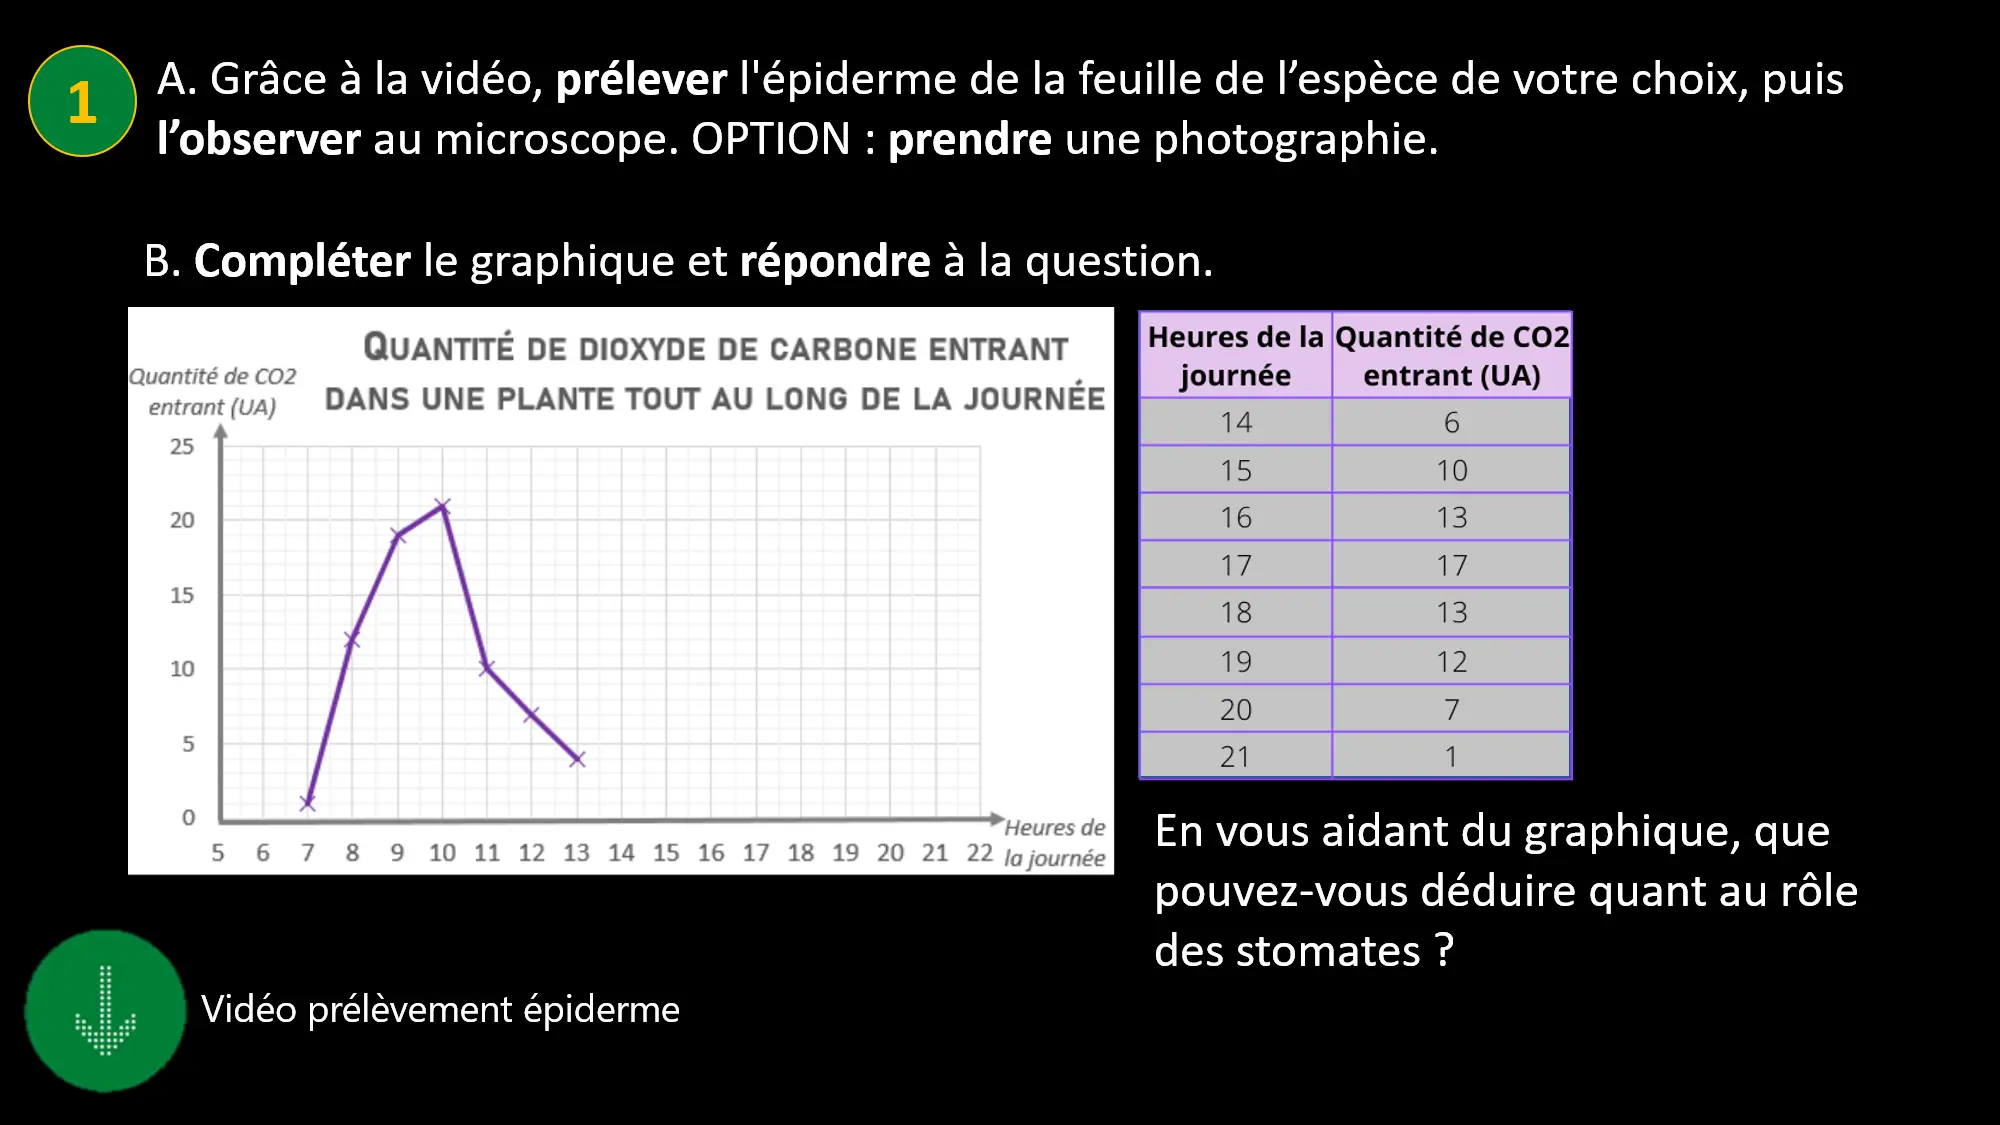 1
A. Grâce à la vidéo, prélever l'épiderme de la feuille de l’espèce de votre choix, puis
l’observer au microscope. OPTION : prendre une photographie.
B. Compléter le graphique et répondre à la question.
QUANTITÉ DE DIOXYDE DE CARBONE ENTRANT
DANS UNE PLANTE TOUT AU LONG DE LA JOURNÉE
Quantité de CO2
entrant (UA)
25
20
15
10
5
0
5 6 7 8 9 10 11 12 13 14 15 16 17 18 19 20 21 22
Heures de
la journée
Heures de la journée Quantité de CO2 entrant (UA)
14 6
15 10
16 13
17 17
18 13
19 12
20 7
21 1
En vous aidant du graphique, que
pouvez-vous déduire quant au rôle
des stomates ?
Vidéo prélèvement épiderme